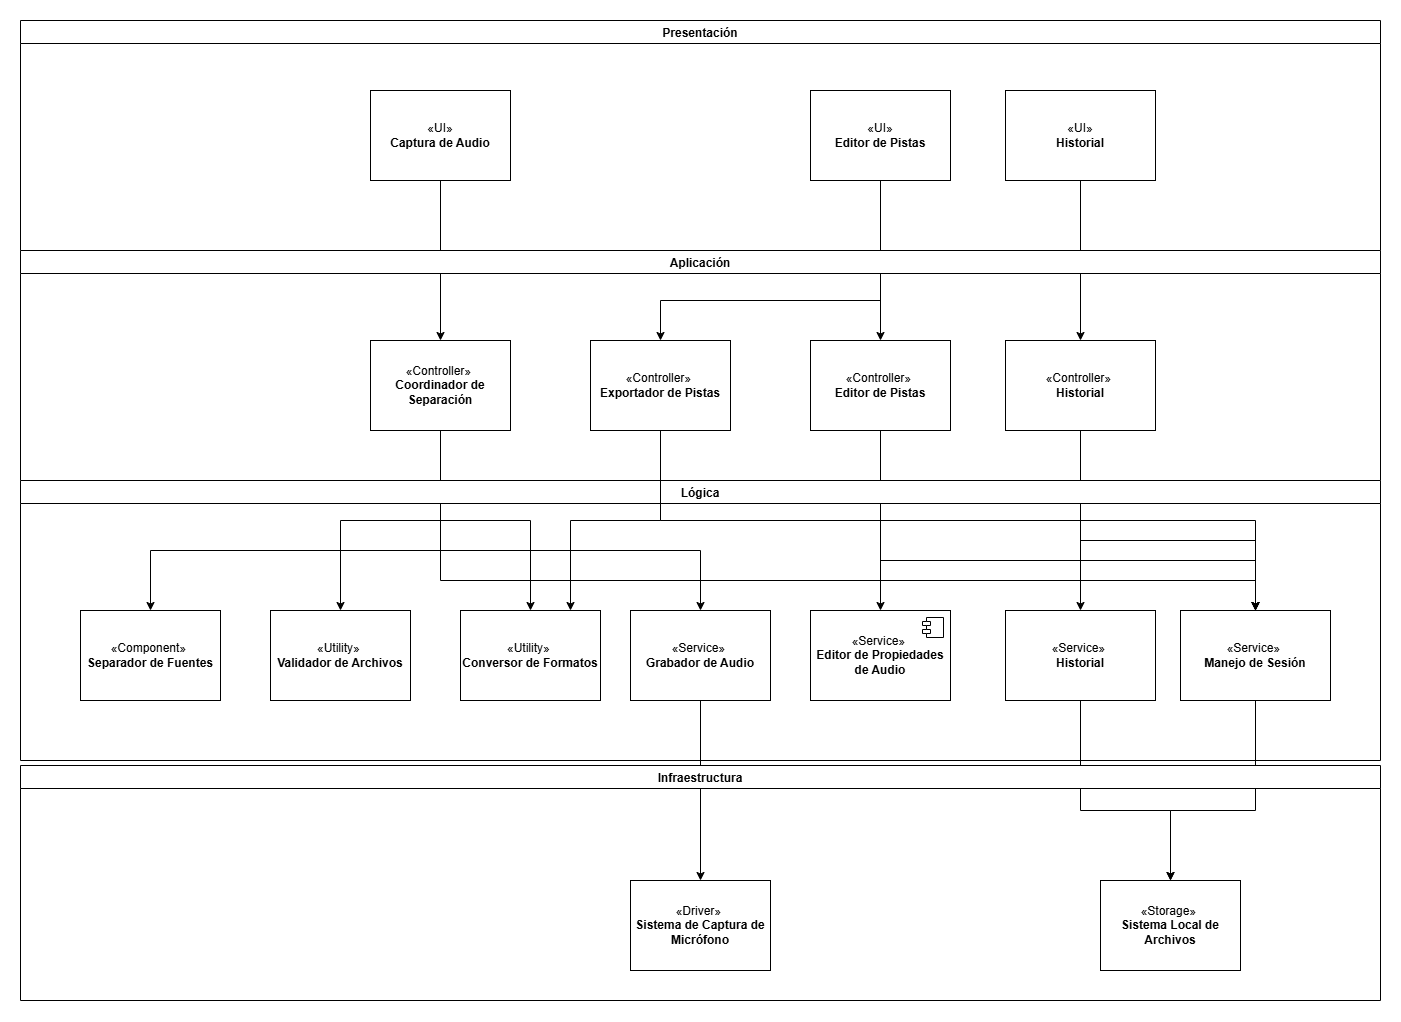 Presentación
«UI»
Captura de Audio
«UI»
Editor de Pistas
«UI»
Historial
Aplicación
«Controller»
Coordinador de
Separación
«Controller»
Exportador de Pistas
«Controller»
Editor de Pistas
«Controller»
Historial
Lógica
«Component»
Separador de Fuentes
«Utility»
Validador de Archivos
«Utility»
Conversor de Formatos
«Service»
Grabador de Audio
«Service»
Editor de Propiedades
de Audio
«Service»
Historial
«Service»
Manejo de Sesión
Infraestructura
«Driver»
Sistema de Captura de
Micrófono
«Storage»
Sistema Local de
Archivos